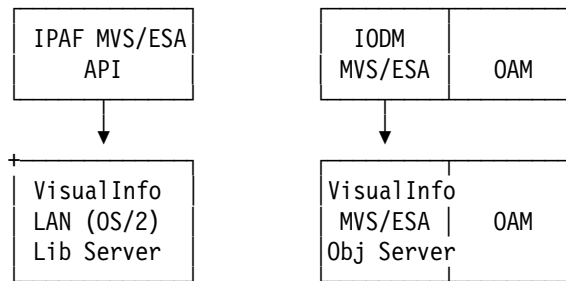 IPAF MVS/ESA
API
IODM
MVS/ESA
OAM
VisualInfo
LAN (OS/2)
Lib Server
VisualInfo
MVS/ESA
Obj Server
OAM